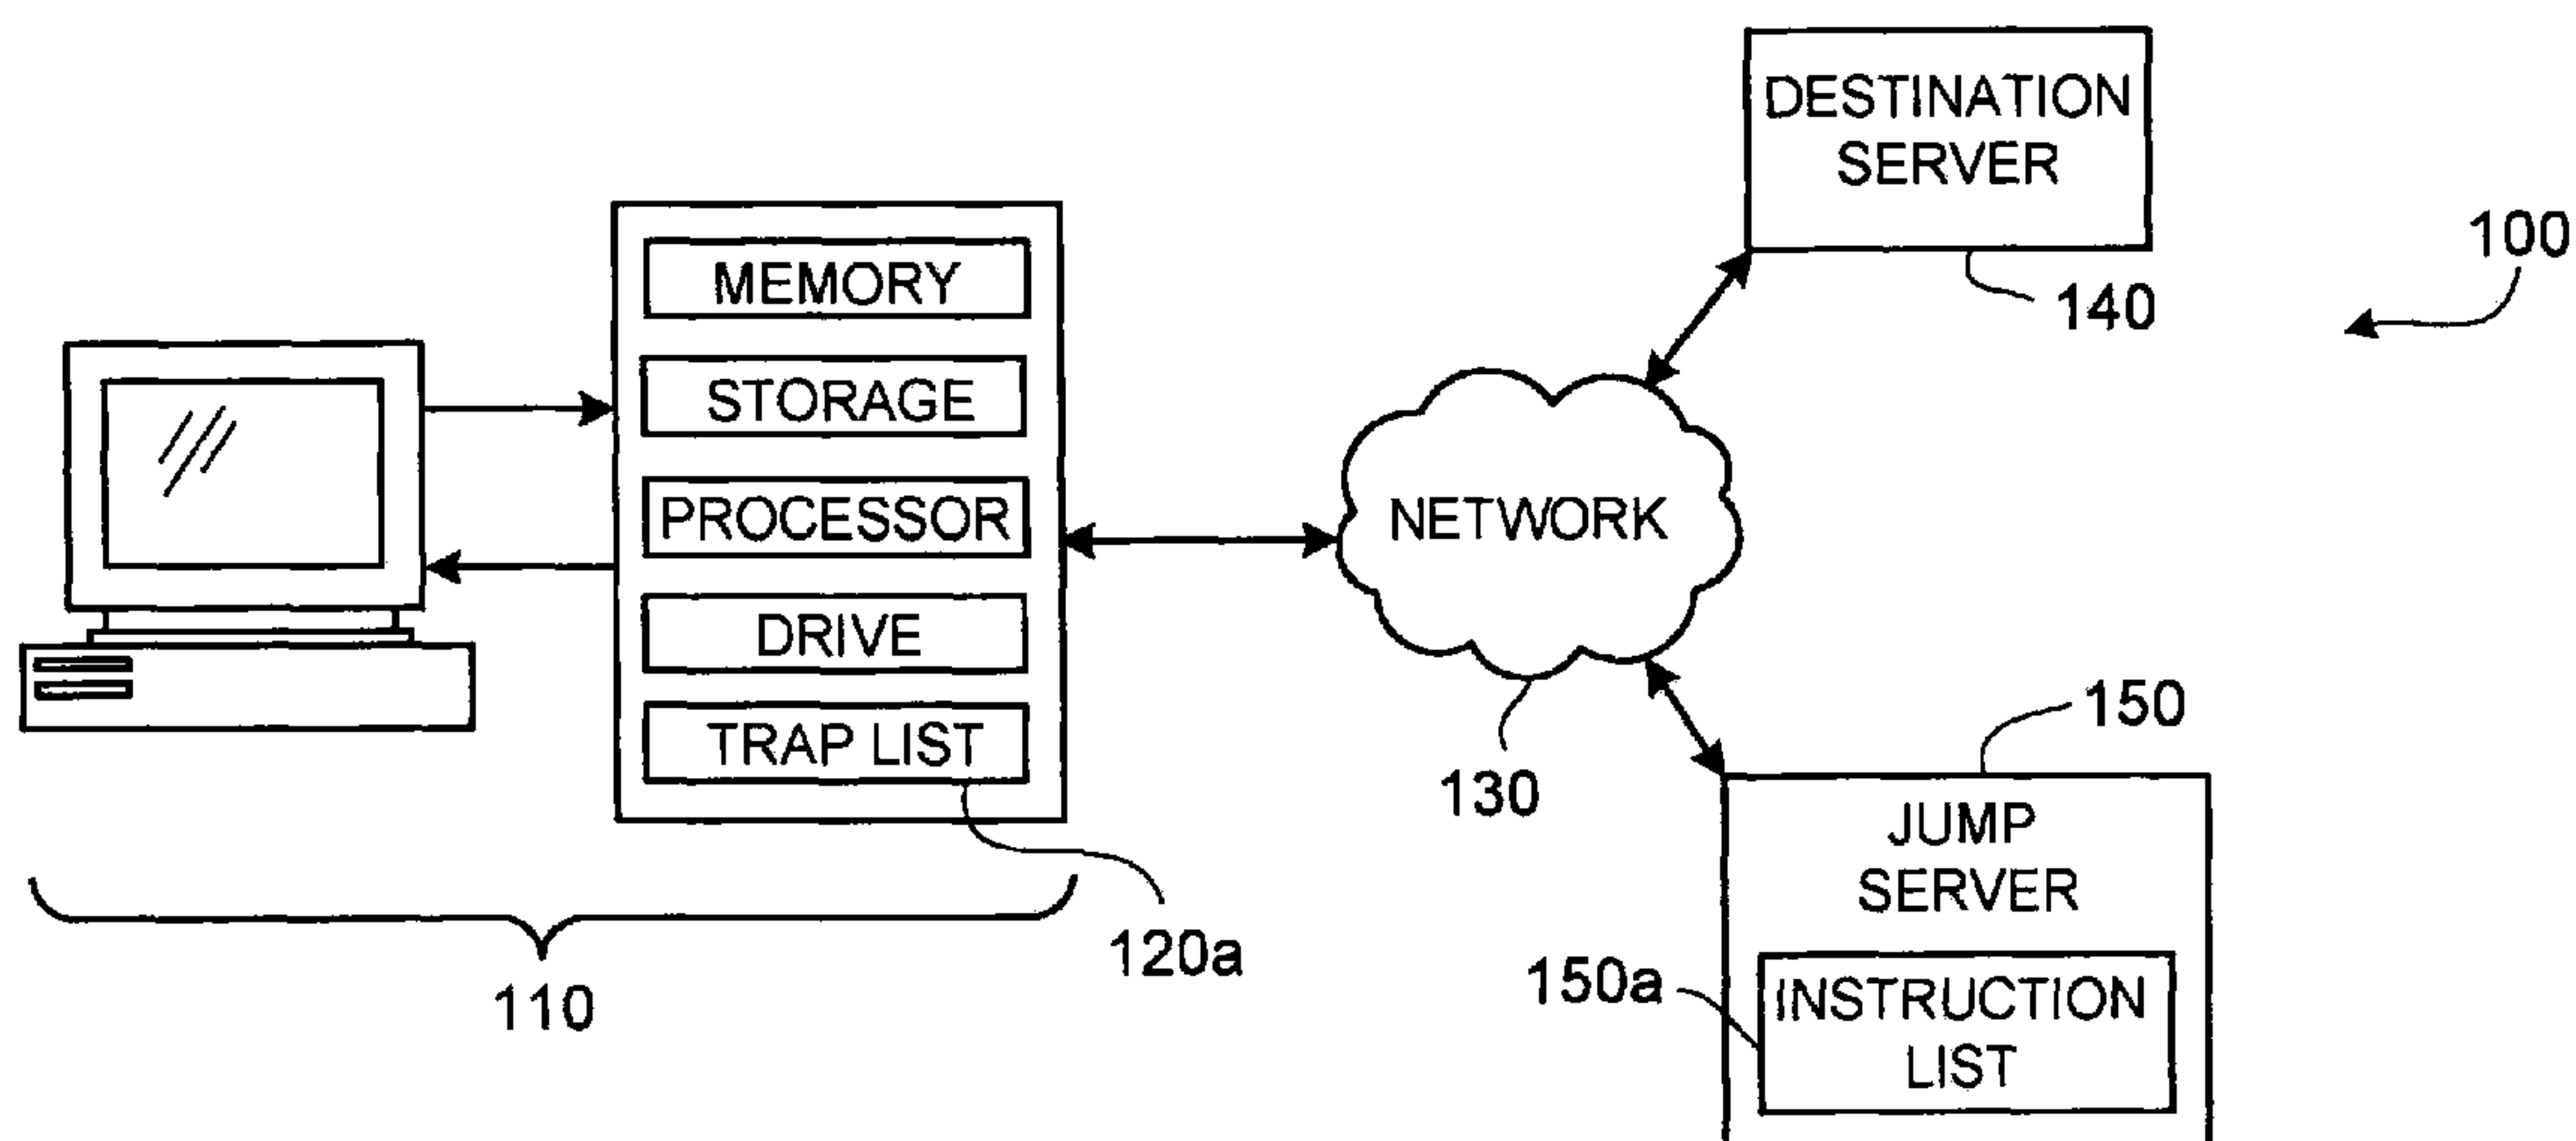 DESTINATION
SERVER
100
140
MEMORY
STORAGE
PROCESSOR
DRIVE
TRAP LIST
NETWORK
130
150
JUMP
SERVER
120a
110
150a
INSTRUCTION
LIST